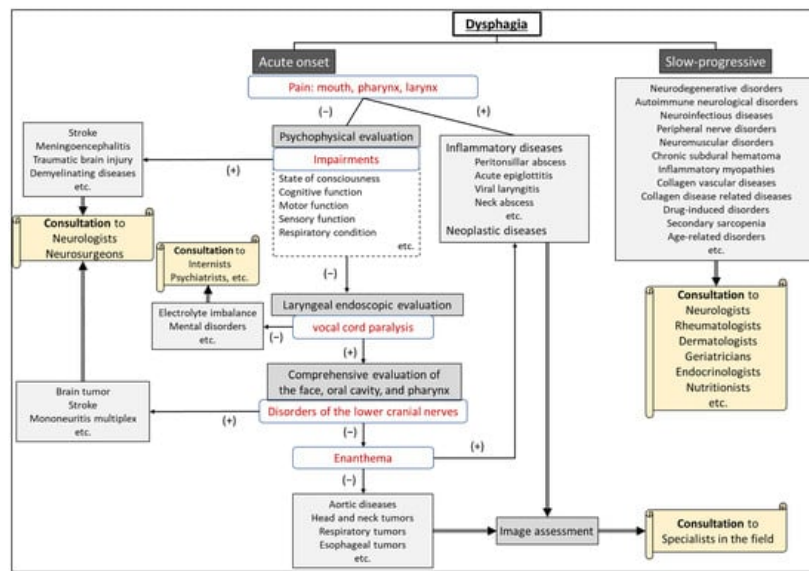 Dysphagia
Acute onset
Slow-progressive
Pain: mouth, pharynx, larynx
(−)
(+)
Psychophysical evaluation
Impairments
State of consciousness
Cognitive function
Motor function
Sensory function
Respiratory condition
etc.
(+)
Stroke
Meningoencephalitis
Traumatic brain injury
Demyelinating diseases
etc.
Consultation to
Neurologists
Neurosurgeons
Inflammatory diseases
Peritonsillar abscess
Acute epiglottitis
Viral laryngitis
Neck abscess
etc.
Neoplastic diseases
Neurodegenerative disorders
Autoimmune neurological disorders
Neuroinfectious diseases
Peripheral nerve disorders
Neuromuscular disorders
Chronic subdural hematoma
Inflammatory myopathies
Collagen vascular diseases
Collagen disease related diseases
Drug-induced disorders
Secondary sarcopenia
Age-related disorders
etc.
Consultation to
Internists
Psychiatrists, etc.
(−)
Laryngeal endoscopic evaluation
vocal cord paralysis
(−)
Electrolyte imbalance
Mental disorders
etc.
(+)
Consultation to
Neurologists
Rheumatologists
Dermatologists
Geriatricians
Endocrinologists
Nutritionists
etc.
Comprehensive evaluation of
the face, oral cavity, and pharynx
Disorders of the lower cranial nerves
(+)
Brain tumor
Stroke
Mononeuritis multiplex
etc.
(−)
Enanthema
(+)
(−)
Aortic diseases
Head and neck tumors
Respiratory tumors
Esophageal tumors
etc.
Image assessment
Consultation to
Specialists in the field